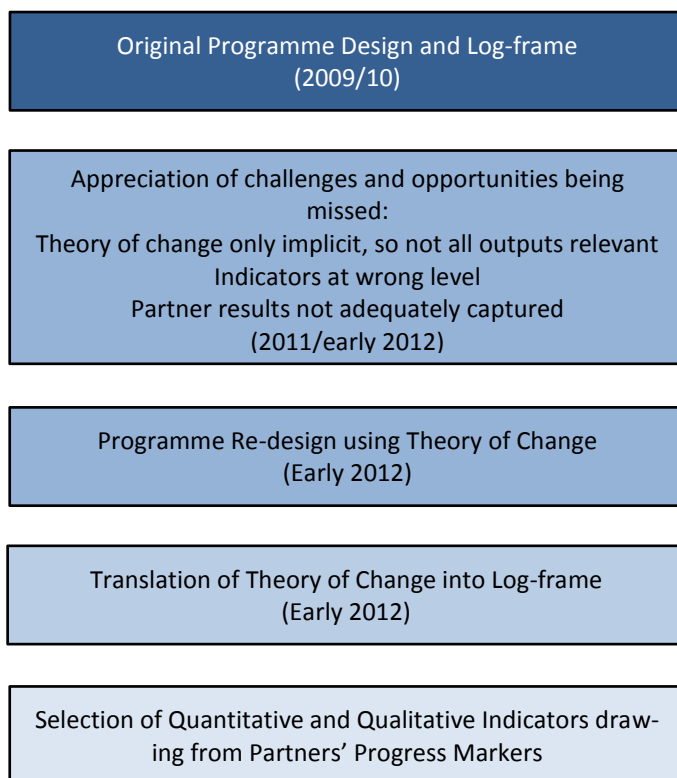 Original Programme Design and Log-frame
(2009/10)
Appreciation of challenges and opportunities being
missed:
Theory of change only implicit, so not all outputs relevant
Indicators at wrong level
Partner results not adequately captured
(2011/early 2012)
Programme Re-design using Theory of Change
(Early 2012)
Translation of Theory of Change into Log-frame
(Early 2012)
Selection of Quantitative and Qualitative Indicators draw-
ing from Partners’ Progress Markers